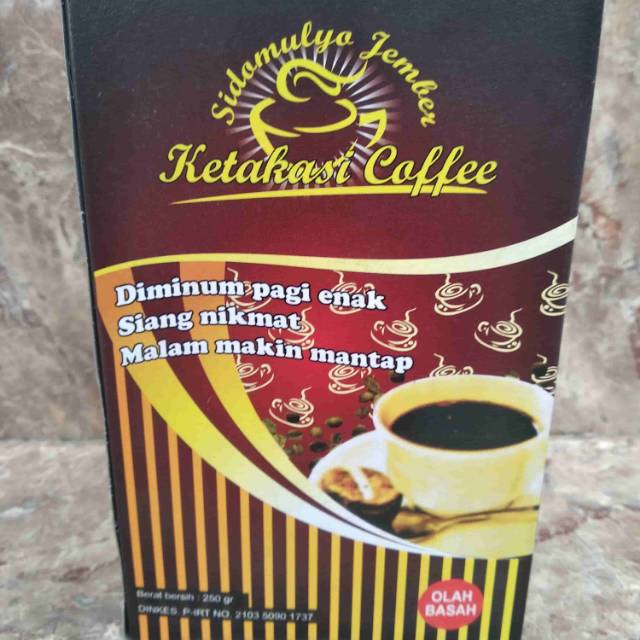 Sidomulyo Jember
Ketakasi Coffee
Diminum pagi enak
Siang nikmat
Malam makin mantap
Berat bersih : 250 gr
DINKES. P-IRT NO. 2103 5090 1737
OLAH
BASAH